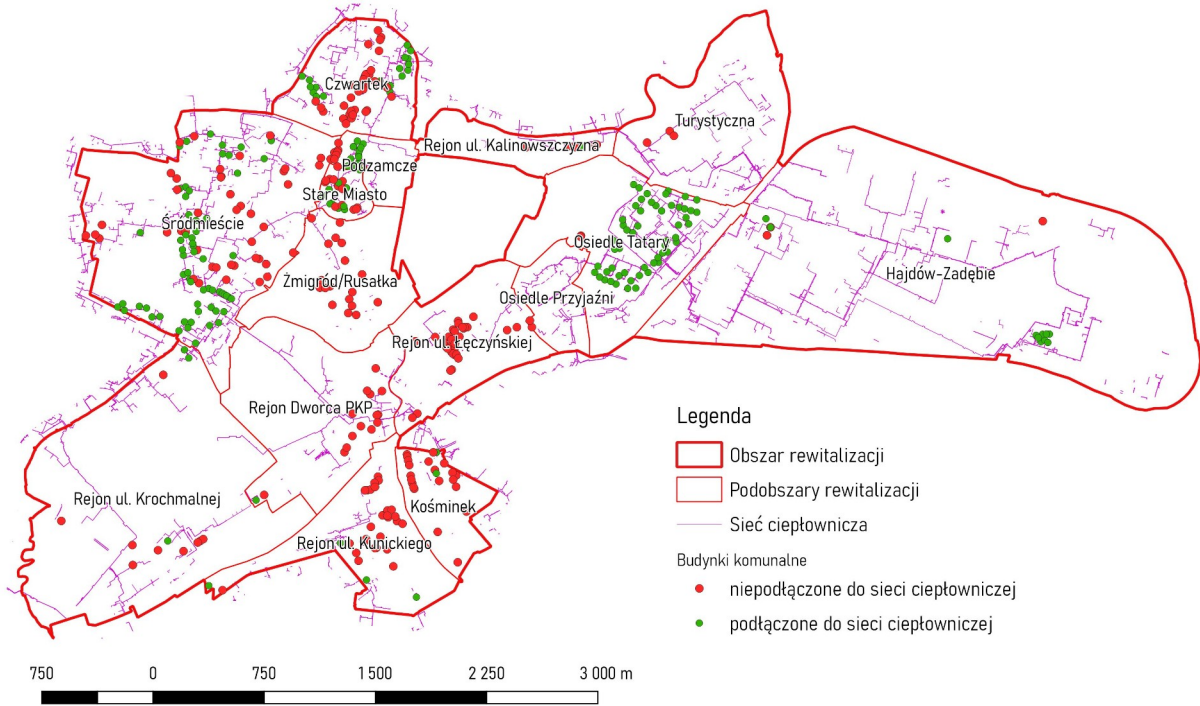 Czwartek
Turystyczna
Rejon ul. Kalinowszczyzna
Podzamcze
Stare Miasto
Śródmieście
Osiedle Tatary
Hajdów-Zadębie
Żmigród/Rusałka
Osiedle Przyjaźni
Rejon ul. Łęczyńskiej
Rejon Dworca PKP
Rejon ul. Krochmalnej
Kośminek
Rejon ul. Kunickiego
Legenda
Obszar rewitalizacji
Podobszary rewitalizacji
Sieć ciepłownicza
Budynki komunalne
niepodłączone do sieci ciepłowniczej
podłączone do sieci ciepłowniczej
750 0 750 1 500 2 250 3 000 m